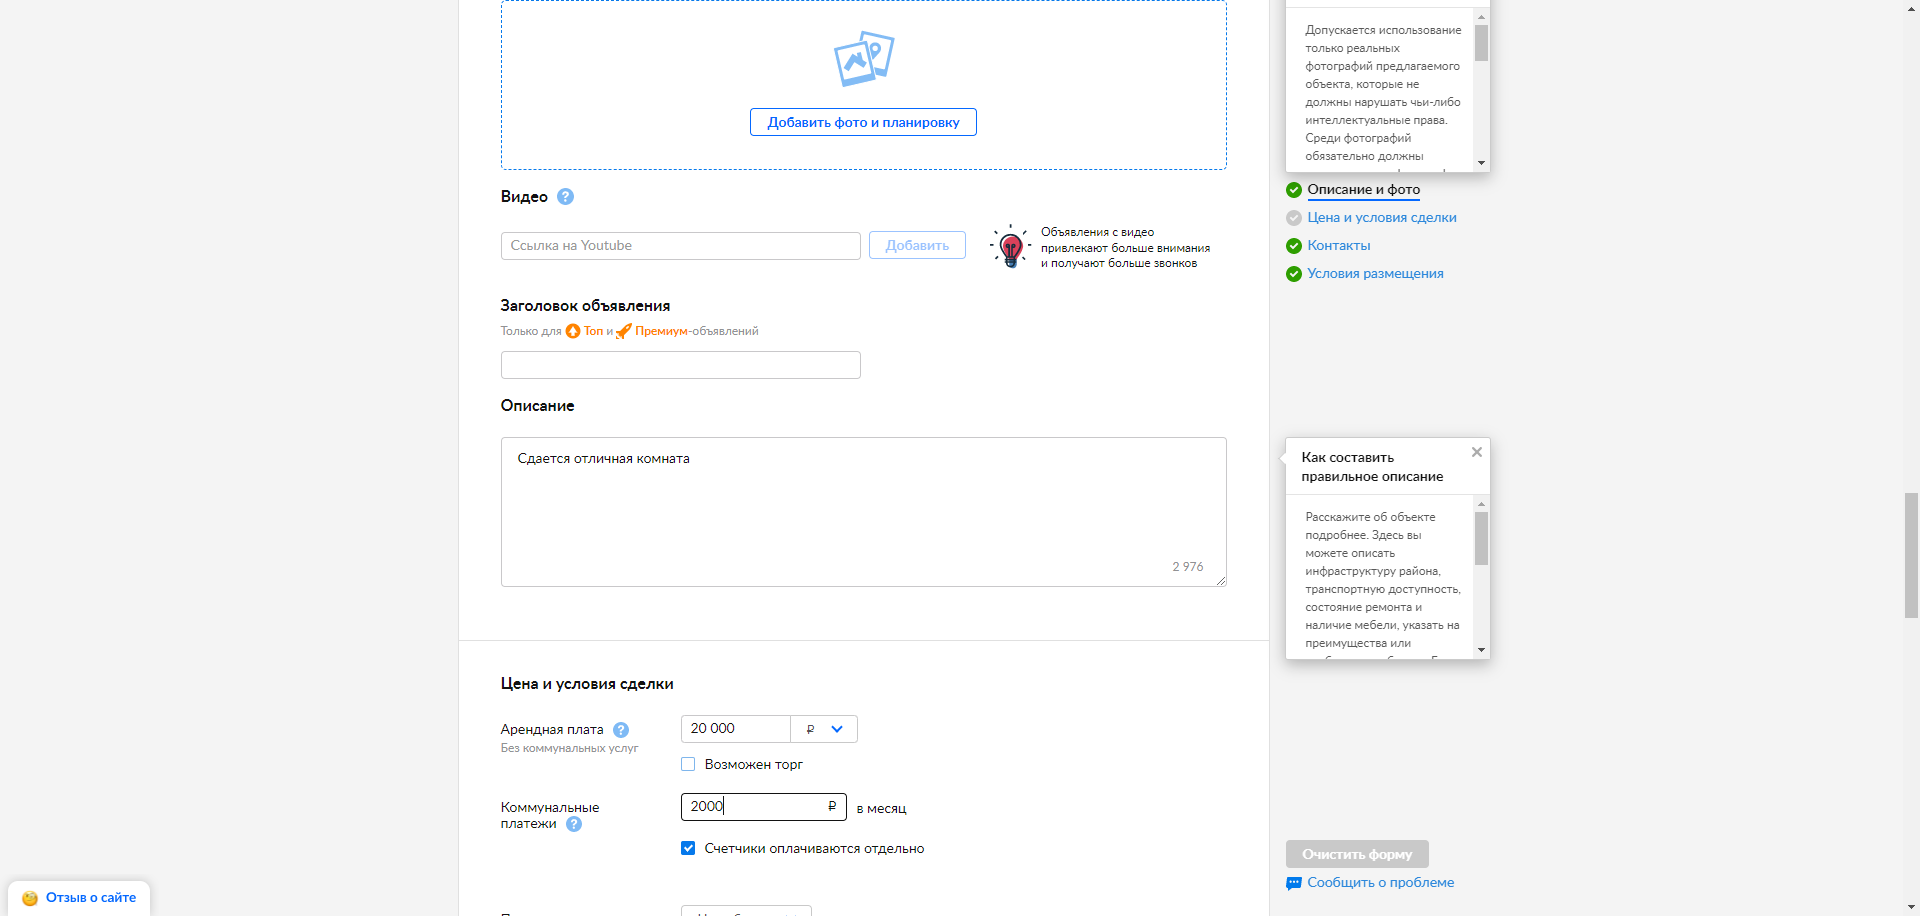 Добавить фото и планировку
Видео ?
Ссылка на Youtube
Добавить
Объявления с видео
привлекают больше внимания
и получают больше звонков
Заголовок объявления
Только для Топ и Премиум-объявлений
Описание
Сдается отличная комната
2 976
Цена и условия сделки
Арендная плата ?
Без коммунальных услуг
20 000 ₽
Возможен торг
Коммунальные
платежи ?
2000 ₽ в месяц
Счетчики оплачиваются отдельно
Допускается использование
только реальных
фотографий предлагаемого
объекта, которые не
должны нарушать чьи-либо
интеллектуальные права.
Среди фотографий
обязательно должны
Описание и фото
Цена и условия сделки
Контакты
Условия размещения
Как составить
правильное описание
Расскажите об объекте
подробнее. Здесь вы
можете описать
инфраструктуру района,
транспортную доступность,
состояние ремонта и
наличие мебели, указать на
преимущества или
Очистить форму
Сообщить о проблеме
Отзыв о сайте